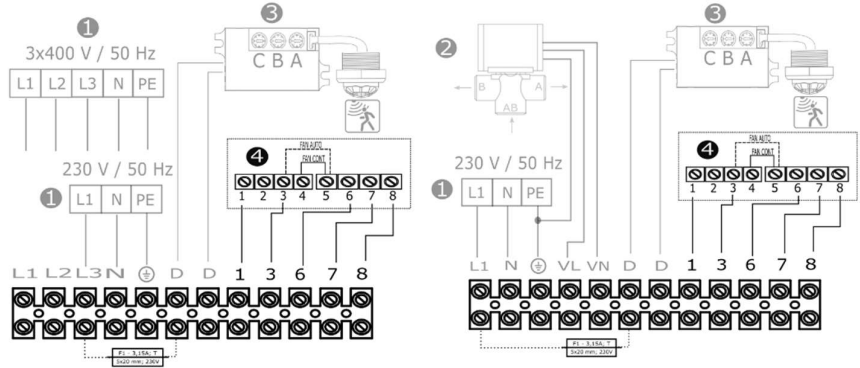 1
3x400 V / 50 Hz
L1 L2 L3 N PE
230 V / 50 Hz
1
L1 N PE
3
C B A
4
FAN AUTO
FAN CONT
1 2 3 4 5 6 7 8
L1 L2 L3 N D D 1 3 6 7 8
F1 - 3,15A; T
5x20 mm; 230V
2
B A
AB
3
C B A
230 V / 50 Hz
1
L1 N PE
4
FAN AUTO
FAN CONT
1 2 3 4 5 6 7 8
L1 N VL VN D D 1 3 6 7 8
F1 - 3,15A; T
5x20 mm; 230V